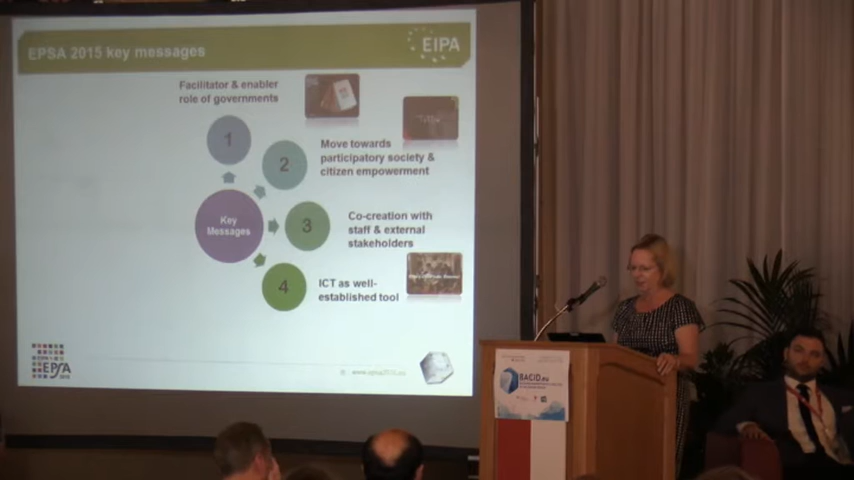 EPSA 2015 key messages
EIPA
Facilitator & enabler
role of governments
1
2
Move towards
participatory society &
citizen empowerment
Key
Messages
3
Co-creation with
staff & external
stakeholders
4
ICT as well-
established tool
EPSA
2015
www.epsa2015.eu
BACID.eu